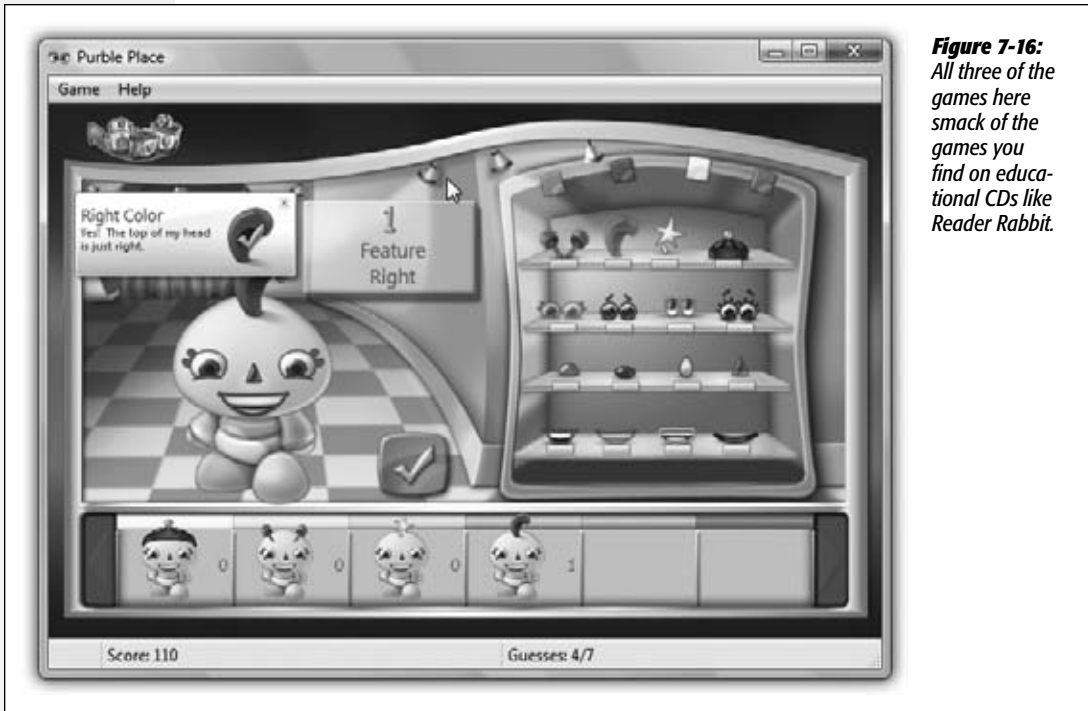 Purble Place
Game Help
Right Color
Yes! The top of my head
is just right.
1
Feature
Right
0
0
0
1
Score: 110
Guesses: 4/7
Figure 7-16:
All three of the
games here
smack of the
games you
find on educa-
tional CDs like
Reader Rabbit.